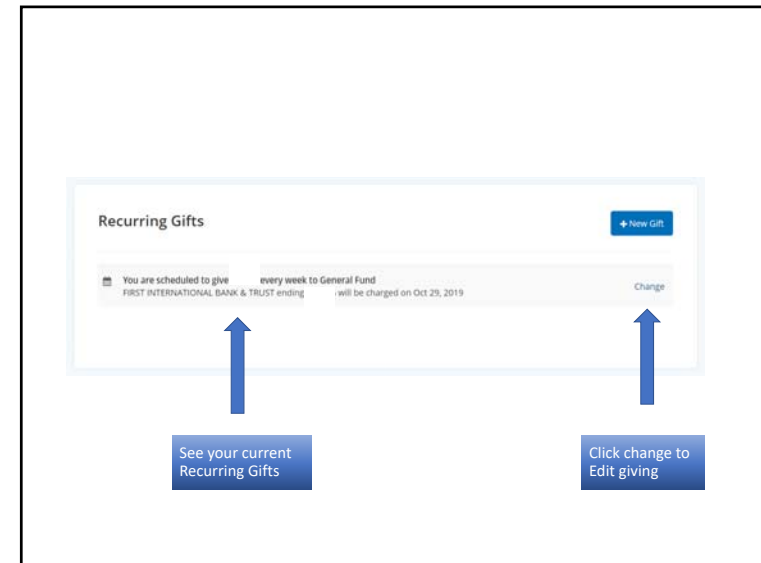 Recurring Gifts
+ New Gift
You are scheduled to give every week to General Fund
FIRST INTERNATIONAL BANK & TRUST ending will be charged on Oct 29, 2019
Change
See your current
Recurring Gifts
Click change to
Edit giving